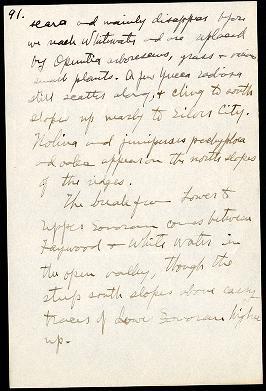 91.
scarce and mainly disappear before
we reach Whitewater and are replaced
by Opuntia arborescens, grass & various
small plants. A few Yucca radiosa
still scatter along, & cling to south
slopes up nearly to Silver City.
Nolina and juniperus pachyphloea
and oaks appear on the north slopes
of the ridges.
The break from Lower to
Upper Sonoran comes between
Faywood & White Water in
the open valley, though the
steep south slopes above carry
traces of Lower Sonoran higher
up.